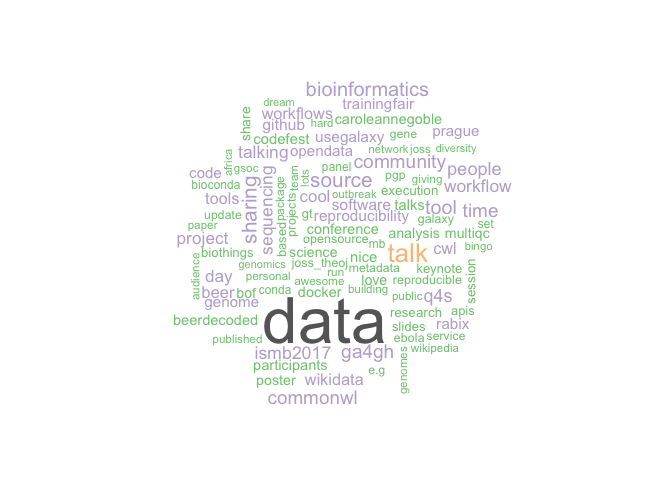 bioinformatics
dream
trainingfair
share
workflows
github
hard
caroleannegoble
codefest
usegalaxy
gene
prague
talking
opendata
network
joss
diversity
africa
gsoc
code
bioconda
tools
sharing
sequencing
package
based
projects
team
lots
panel
source
cool
outbreak
community
pgp
giving
people
execution
workflow
software
talks
tool
time
update
paper
project
gt
reproducibility
galaxy
set
conference
analysis
multiqc
biothings
opensource
mb
science
nice
talk
cwl
bingo
genomics
joss_theoj
run
metadata
keynote
audience
day
personal
awesome
love
reproducible
session
beer
bof
conda
docker
building
public
q4s
genome
data
research
apis
beerdecoded
slides
rabix
published
ebola
service
ismb2017
ga4gh
wikipedia
participants
e.g
genomes
poster
wikidata
commonwl